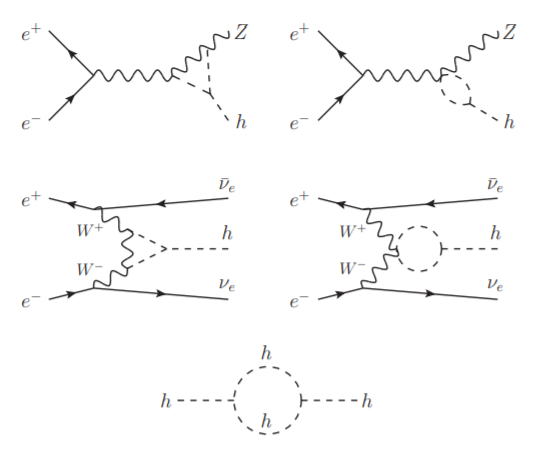 e⁺ Z e⁺ Z
e⁻ h e⁻ h
e⁺ ν̄ₑ e⁺ ν̄ₑ
W⁺ h W⁺ h
W⁻ νₑ W⁻ νₑ
e⁻ e⁻
h
h h
h